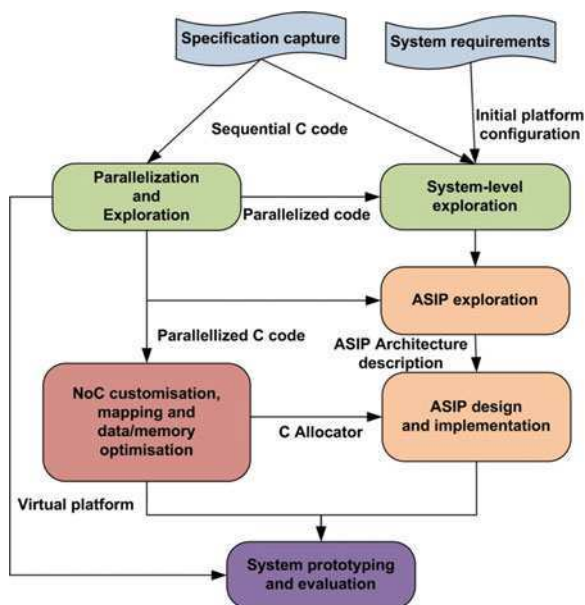 Specification capture
System requirements
Sequential C code
Initial platform
configuration
Parallelization
and
Exploration
Parallelized code
System-level
exploration
ASIP exploration
Parallellized C code
ASIP Architecture
description
NoC customisation,
mapping and
data/memory
optimisation
C Allocator
ASIP design
and implementation
Virtual platform
System prototyping
and evaluation